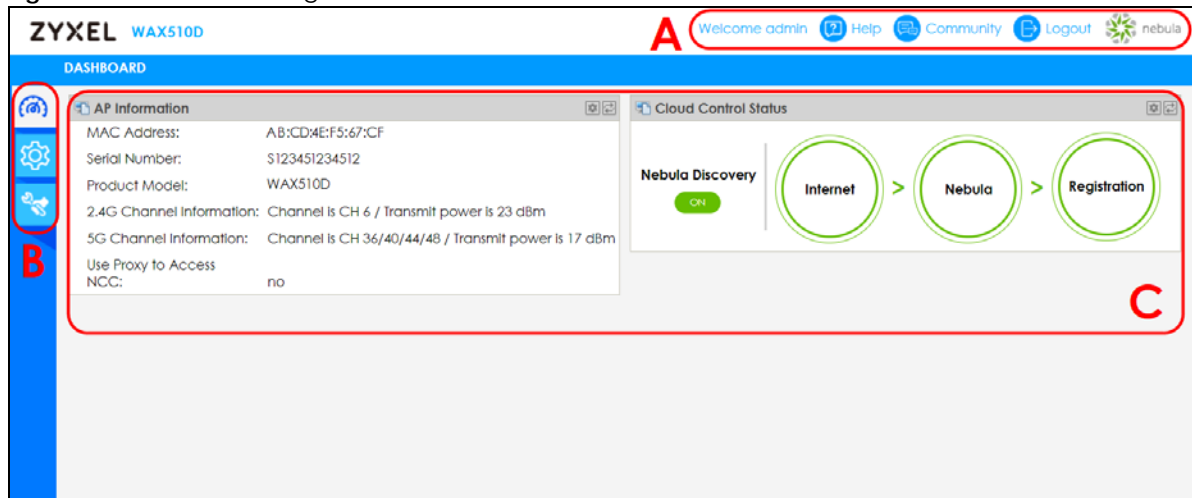 ZYXEL WAX510D
A
Welcome admin Help Community Logout nebula
DASHBOARD
AP Information
MAC Address: AB:CD:4E:F5:67:CF
Serial Number: S123451234512
Product Model: WAX510D
2.4G Channel Information: Channel is CH 6 / Transmit power is 23 dBm
5G Channel Information: Channel is CH 36/40/44/48 / Transmit power is 17 dBm
Use Proxy to Access
NCC: no
Cloud Control Status
Nebula Discovery
ON
Internet > Nebula > Registration
B
C